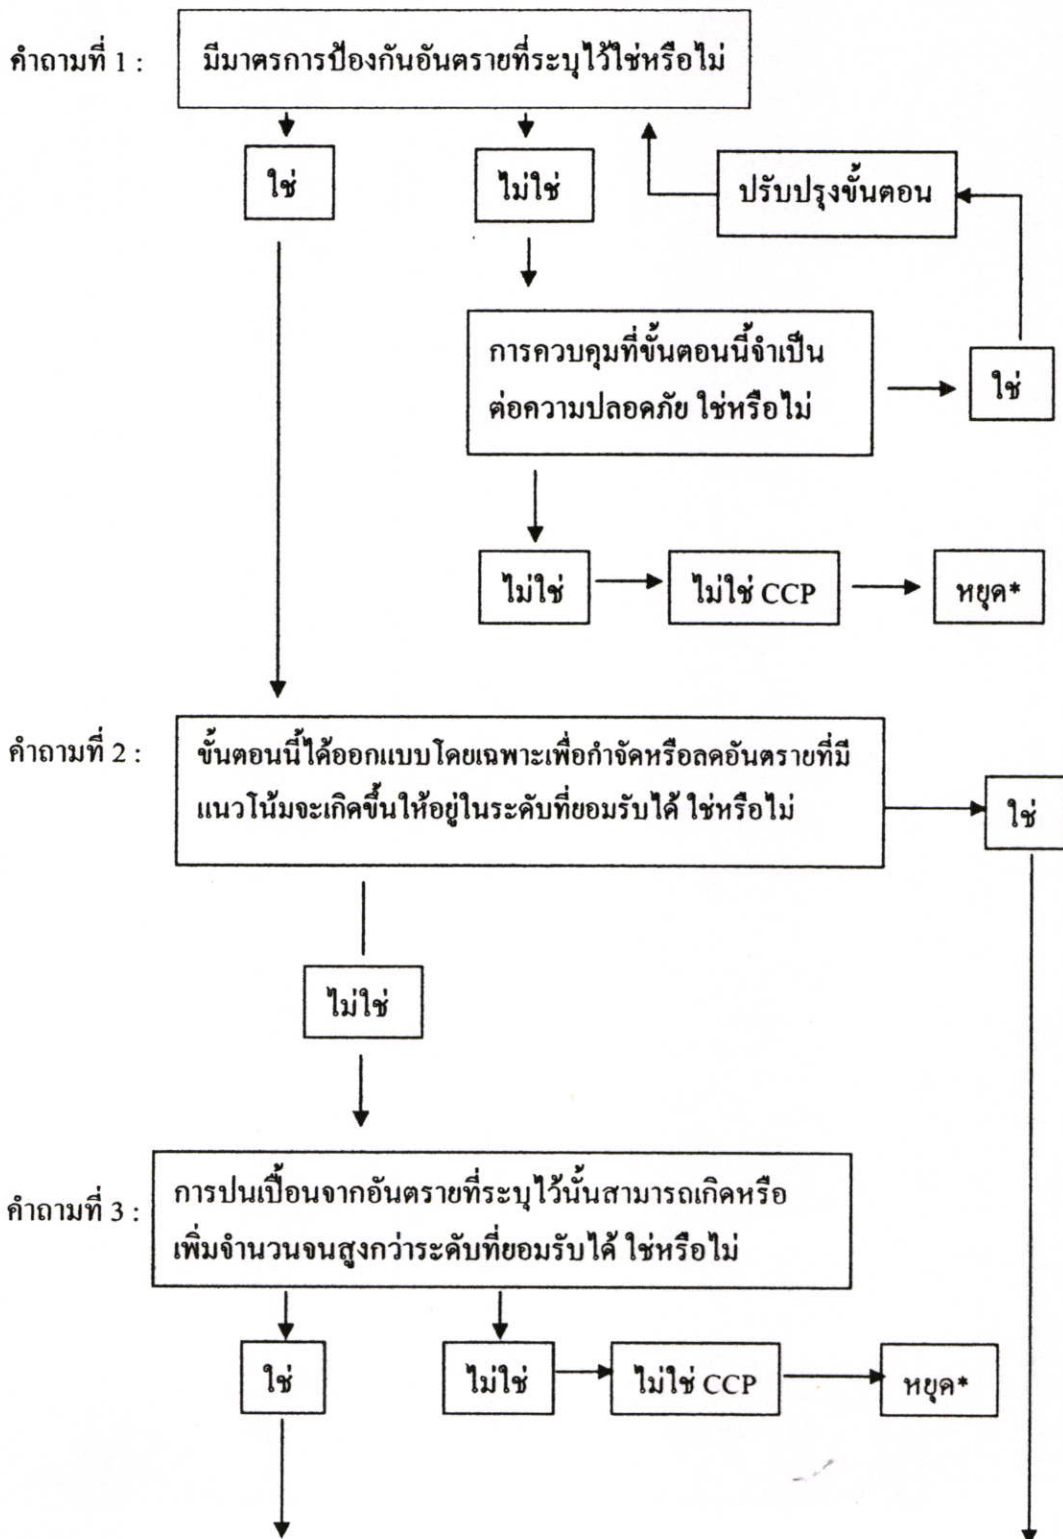 คำถามที่ 1 : มีมาตรการป้องกันอันตรายที่ระบุไว้ใช่หรือไม่
ใช่
ไม่ใช่
ปรับปรุงขั้นตอน
การควบคุมที่ขั้นตอนนี้จำเป็น
ต่อความปลอดภัย ใช่หรือไม่
ใช่
ไม่ใช่
ไม่ใช่ CCP
หยุด*
คำถามที่ 2 : ขั้นตอนนี้ได้ออกแบบโดยเฉพาะเพื่อกำจัดหรือลดอันตรายที่มี
แนวโน้มจะเกิดขึ้นให้อยู่ในระดับที่ยอมรับได้ ใช่หรือไม่
ใช่
ไม่ใช่
คำถามที่ 3 : การปนเปื้อนจากอันตรายที่ระบุไว้นั้นสามารถเกิดหรือ
เพิ่มจำนวนจนสูงกว่าระดับที่ยอมรับได้ ใช่หรือไม่
ใช่
ไม่ใช่
ไม่ใช่ CCP
หยุด*